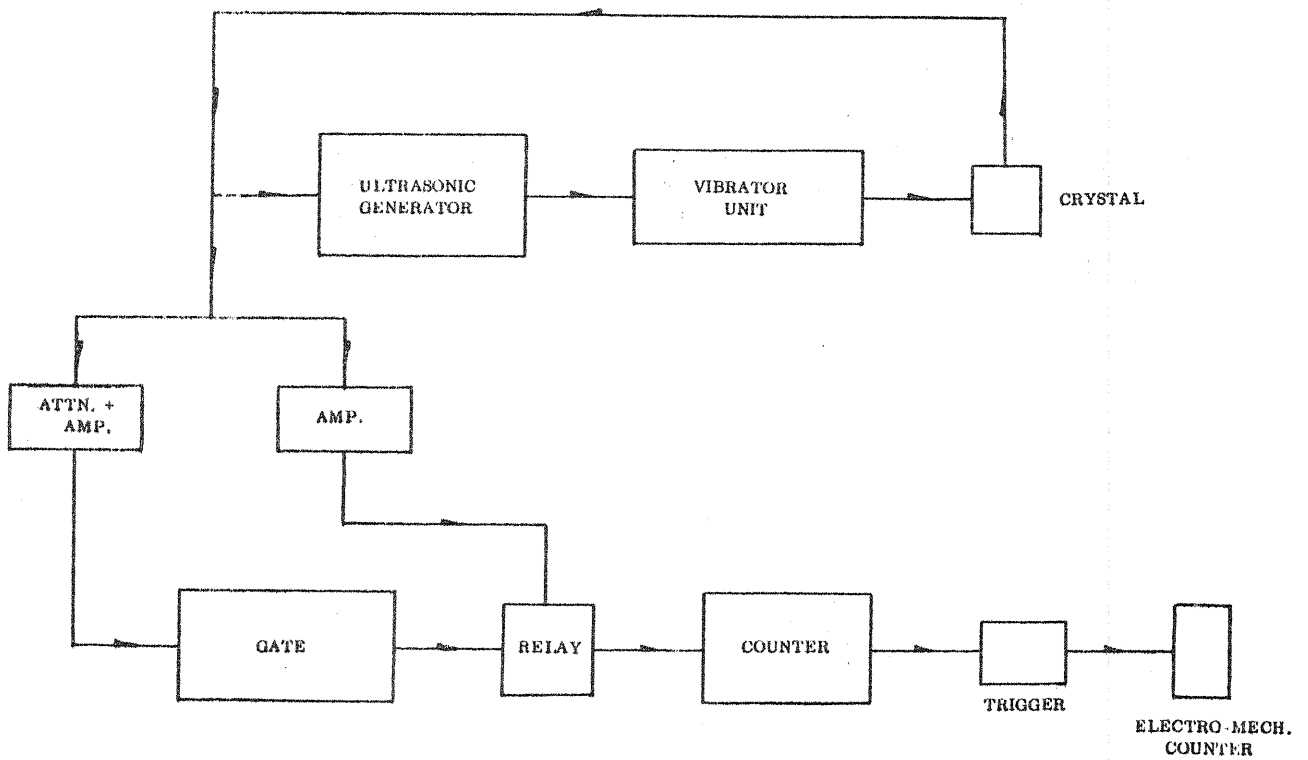 ULTRASONIC
GENERATOR
VIBRATOR
UNIT
CRYSTAL
ATTN. +
AMP.
AMP.
GATE
RELAY
COUNTER
TRIGGER
ELECTRO-MECH.
COUNTER